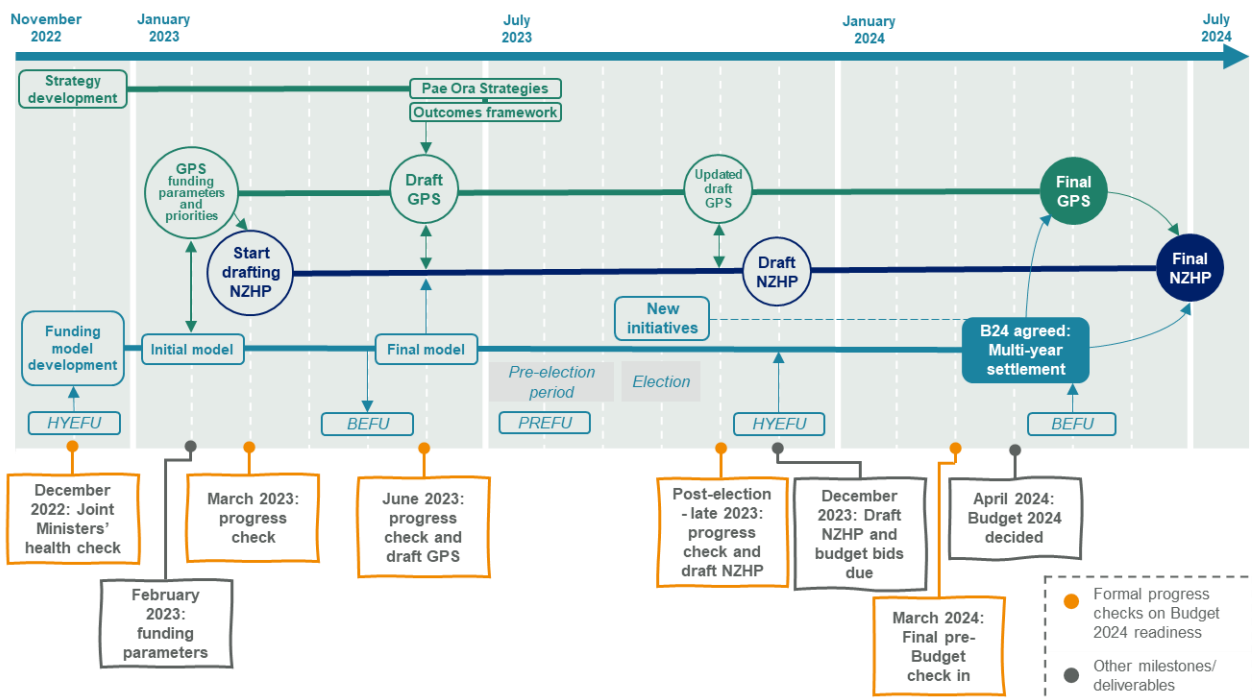 November
2022
January
2023
July
2023
January
2024
July
2024
Strategy
development
Pae Ora Strategies
Outcomes framework
GPS
funding
parameters
and
priorities
Draft
GPS
Updated
draft
GPS
Final
GPS
Start
drafting
NZHP
Draft
NZHP
Final
NZHP
New
initiatives
Funding
model
development
Initial model
Final model
B24 agreed:
Multi-year
settlement
Pre-election
period
Election
HYEFU
BEFU
PREFU
HYEFU
BEFU
December
2022: Joint
Ministers'
health check
February
2023:
funding
parameters
March 2023:
progress
check
June 2023:
progress
check and
draft GPS
Post-election
- late 2023:
progress
check and
draft NZHP
December
2023: Draft
NZHP and
budget bids
due
March 2024:
Final pre-
Budget
check in
April 2024:
Budget 2024
decided
Formal progress
checks on Budget
2024 readiness
Other milestones/
deliverables